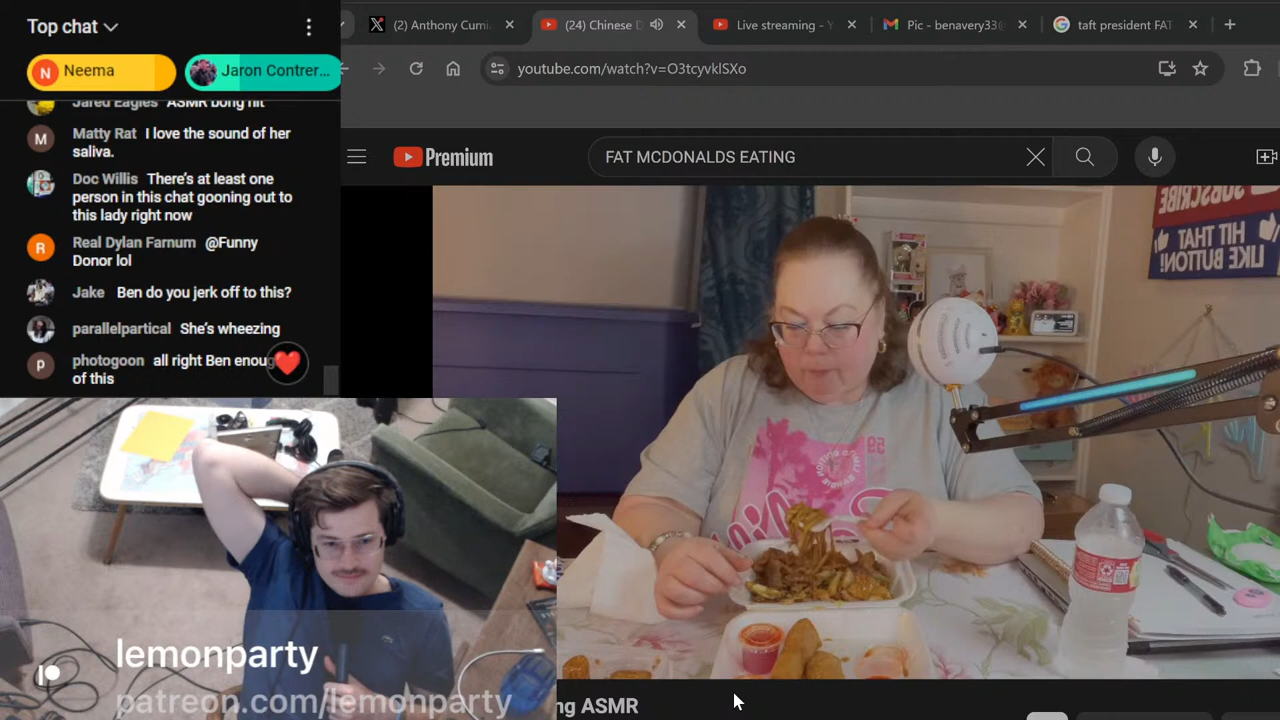 Top chat
N Neema
Jaron Contrer...
Jared Eagles ASMR bong hit
M Matty Rat I love the sound of her
saliva.
Doc Willis There's at least one
person in this chat gooning out to
this lady right now
R Real Dylan Farnum @Funny
Donor lol
Jake Ben do you jerk off to this?
parallelpartical She's wheezing
p photogoon all right Ben enoug
of this
(2) Anthony Cumia
(24) Chinese D
Live streaming - Y
Pic - benavery33@
taft president FAT
youtube.com/watch?v=O3tcyvklSXo
Premium
FAT MCDONALDS EATING
SUBSCRIBE
HIT THAT
LIKE BUTTON!
59
lemonparty
patreon.com/lemonparty
ng ASMR